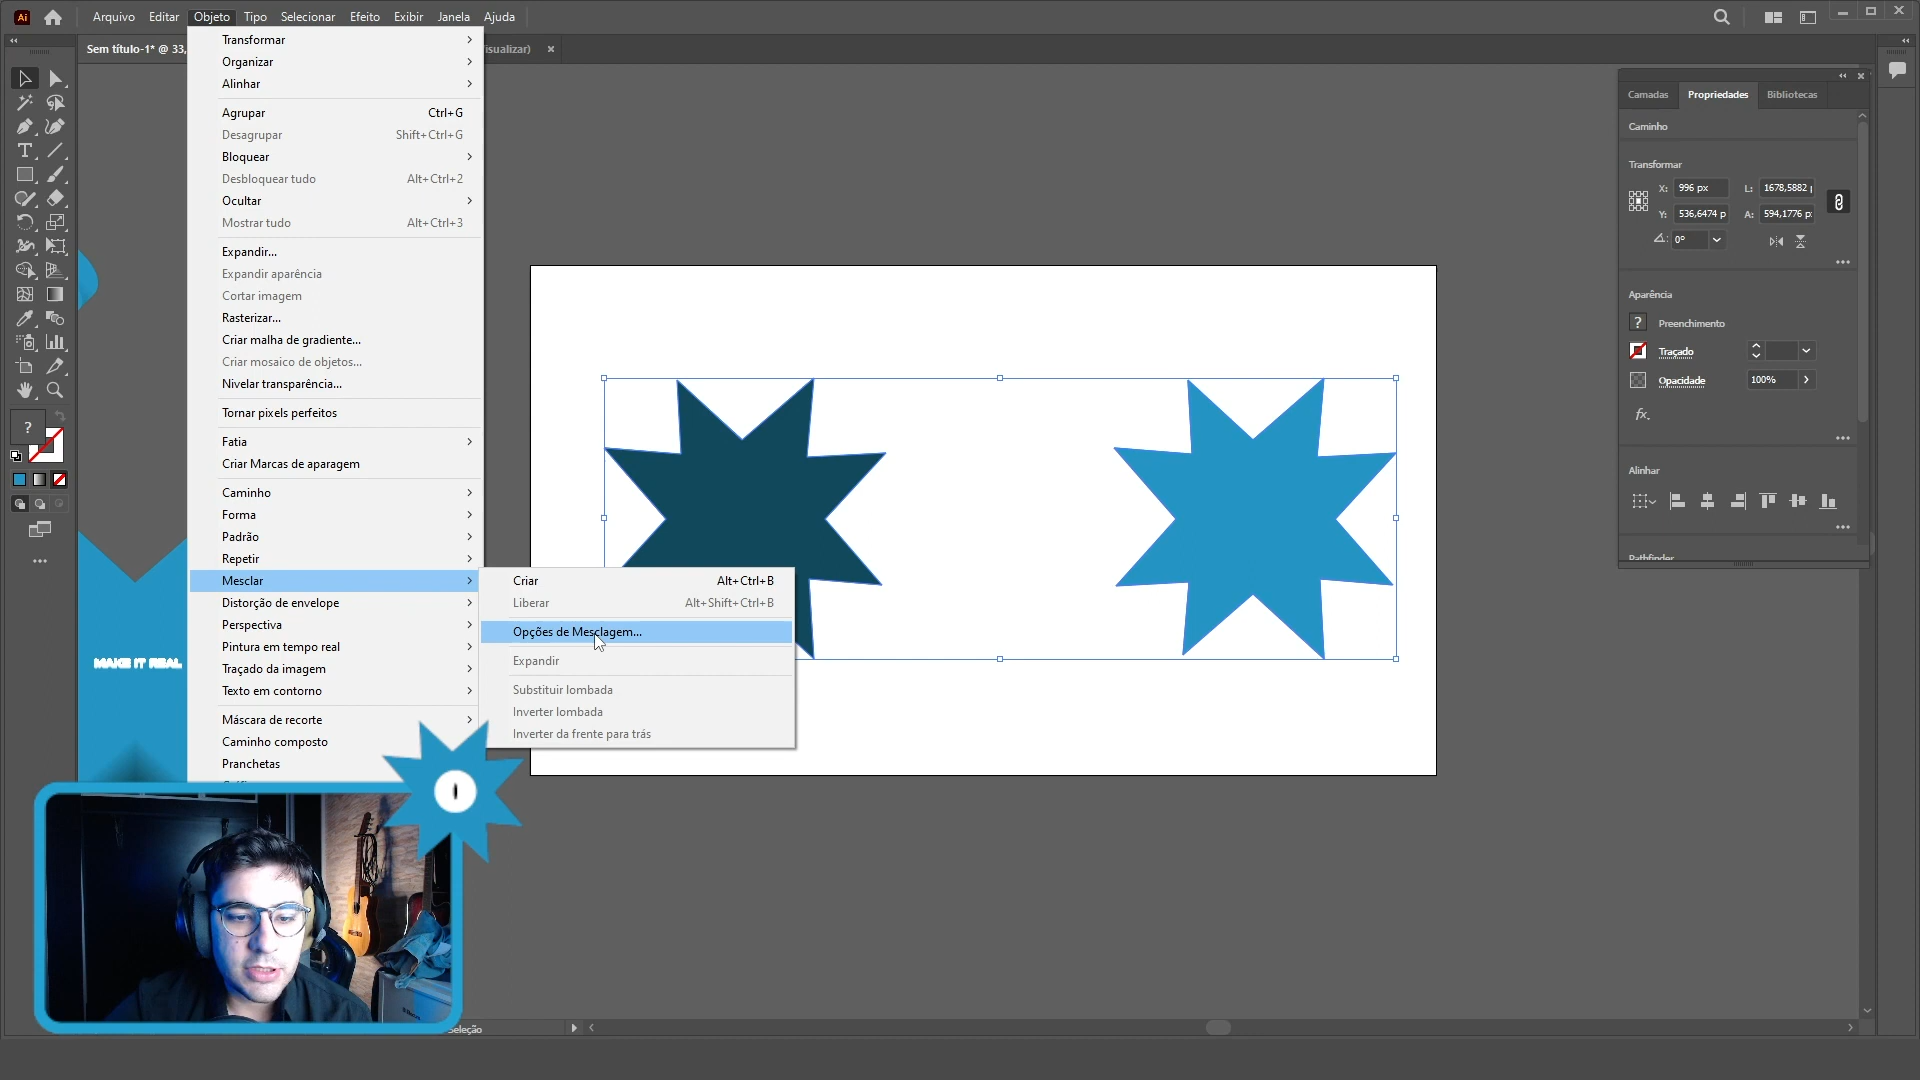 Ai
Arquivo Editar Objeto Tipo Selecionar Efeito Exibir Janela Ajuda
Sem título-1* @ 33,
isualizar)
Transformar
Organizar
Alinhar
Agrupar Ctrl+G
Desagrupar Shift+Ctrl+G
Bloquear
Desbloquear tudo Alt+Ctrl+2
Ocultar
Mostrar tudo Alt+Ctrl+3
Expandir...
Expandir aparência
Cortar imagem
Rasterizar...
Criar malha de gradiente...
Criar mosaico de objetos...
Nivelar transparência...
Tornar pixels perfeitos
Fatia
Criar Marcas de aparagem
Caminho
Forma
Padrão
Repetir
Mesclar
Distorção de envelope
Perspectiva
Pintura em tempo real
Traçado da imagem
Texto em contorno
Máscara de recorte
Caminho composto
Pranchetas
Criar Alt+Ctrl+B
Liberar Alt+Shift+Ctrl+B
Opções de Mesclagem...
Expandir
Substituir lombada
Inverter lombada
Inverter da frente para trás
MAKE IT REAL
Camadas Propriedades Bibliotecas
Caminho
Transformar
X: 996 px L: 1678,5882
Y: 536,6474 p A: 594,1776 p:
0°
Aparência
? Preenchimento
Traçado
Opacidade 100%
fx.
Alinhar
Pathfinder
?
Seleção